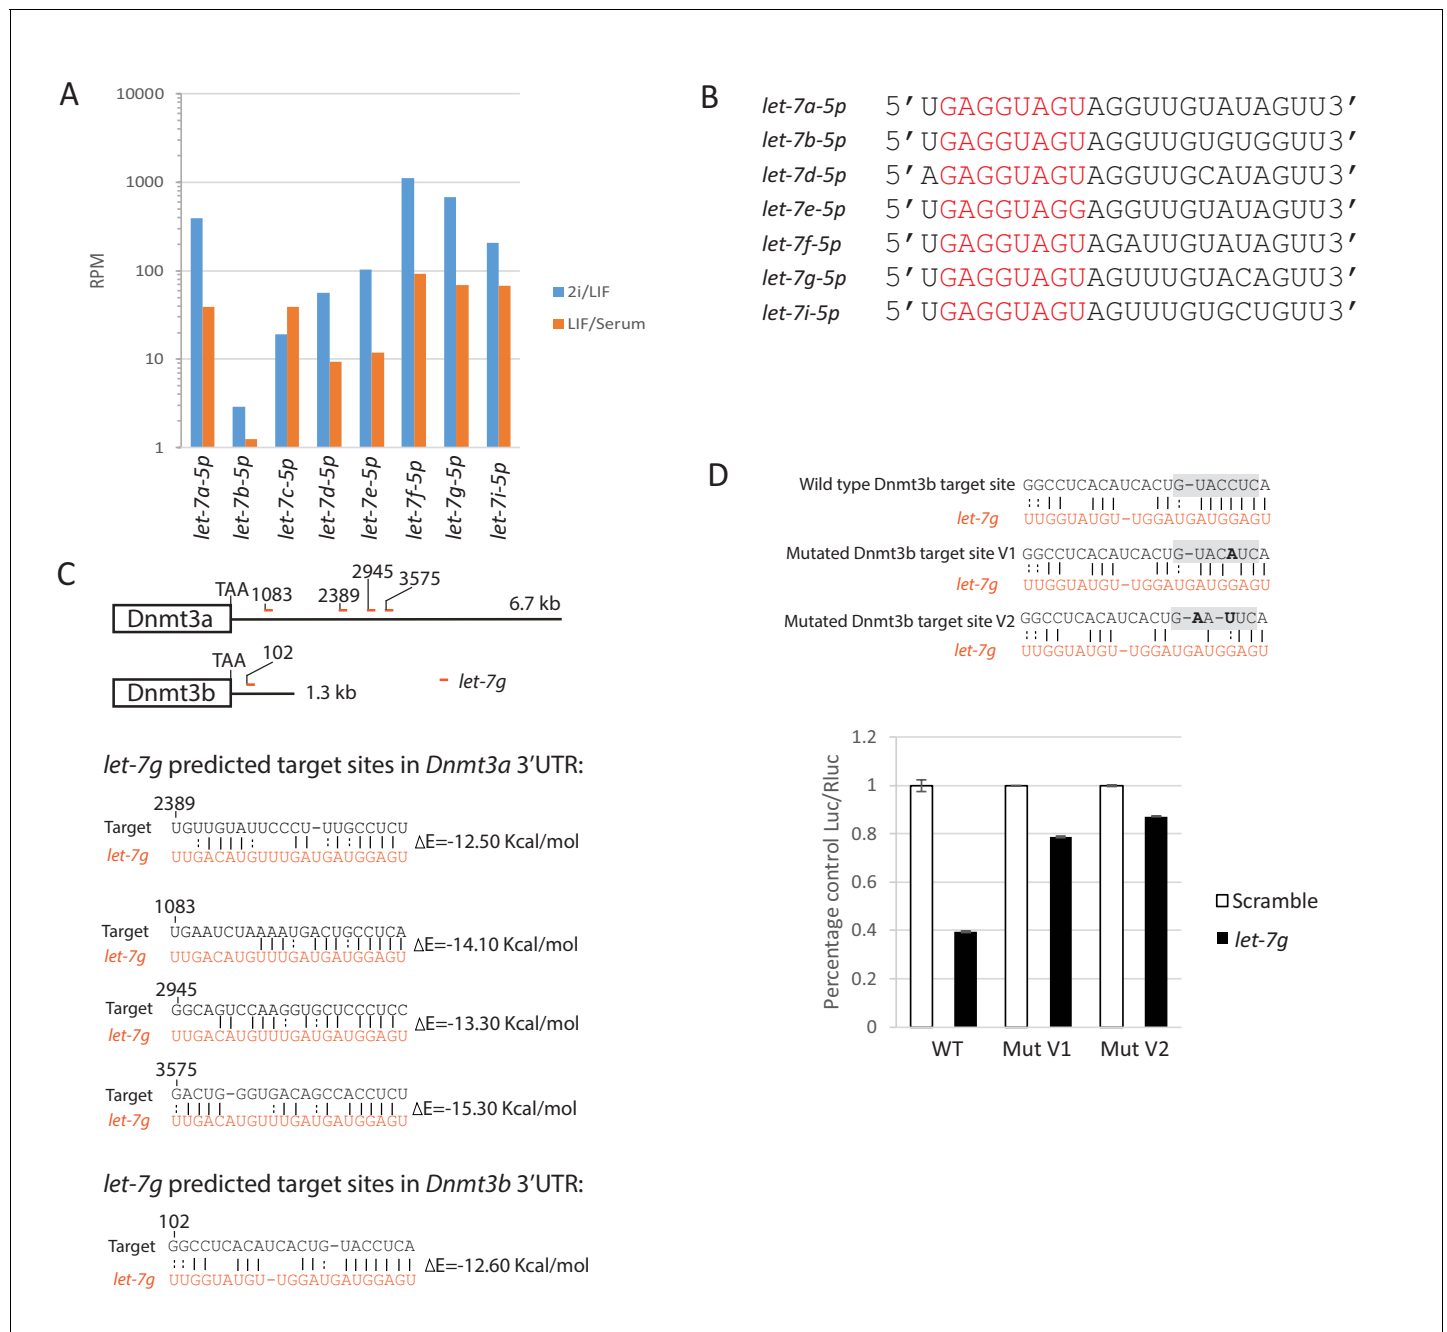 A
10000
1000
100
10
1
RPM
2i/LIF
LIF/Serum
let-7a-5p
let-7b-5p
let-7c-5p
let-7d-5p
let-7e-5p
let-7f-5p
let-7g-5p
let-7i-5p
B
let-7a-5p 5′UGAGGUAGUAGGUUGUAUAGUU3′
let-7b-5p 5′UGAGGUAGUAGGUUGUGUGGUU3′
let-7d-5p 5′AGAGGUAGUAGGUUGCAUAGUU3′
let-7e-5p 5′UGAGGUAGGAGGUUGUAUAGUU3′
let-7f-5p 5′UGAGGUAGUAGAUUGUAUAGUU3′
let-7g-5p 5′UGAGGUAGUAGUUUGUACAGUU3′
let-7i-5p 5′UGAGGUAGUAGUUUGUGCUGUU3′
C
TAA 1083 2389 2945 3575
Dnmt3a 6.7 kb
TAA 102
Dnmt3b 1.3 kb let-7g
let-7g predicted target sites in Dnmt3a 3'UTR:
2389
Target UGUUGUAUUCCCU-UUGCCUCU
let-7g UUGACAUGUUUGAUGAUGGAGU
ΔE=-12.50 Kcal/mol
1083
Target UGAAUCUAAAAUGACUGCCUCA
let-7g UUGACAUGUUUGAUGAUGGAGU
ΔE=-14.10 Kcal/mol
2945
Target GGCAGUCCAAGGUGCUCCCUCC
let-7g UUGACAUGUUUGAUGAUGGAGU
ΔE=-13.30 Kcal/mol
3575
Target GACUG-GGUGACAGCCACCUCU
let-7g UUGACAUGUUUGAUGAUGGAGU
ΔE=-15.30 Kcal/mol
let-7g predicted target sites in Dnmt3b 3'UTR:
102
Target GGCCUCACAUCACUG-UACCUCA
let-7g UUGGUAUGU-UGGAUGAUGGAGU
ΔE=-12.60 Kcal/mol
D
Wild type Dnmt3b target site GGCCUCACAUCACUG-UACCUCA
let-7g UUGGUAUGU-UGGAUGAUGGAGU
Mutated Dnmt3b target site V1 GGCCUCACAUCACUG-UACAUCA
let-7g UUGGUAUGU-UGGAUGAUGGAGU
Mutated Dnmt3b target site V2 GGCCUCACAUCACUG-AA-UUCA
let-7g UUGGUAUGU-UGGAUGAUGGAGU
Percentage control Luc/Rluc
1.2
1
0.8
0.6
0.4
0.2
0
WT Mut V1 Mut V2
Scramble
let-7g